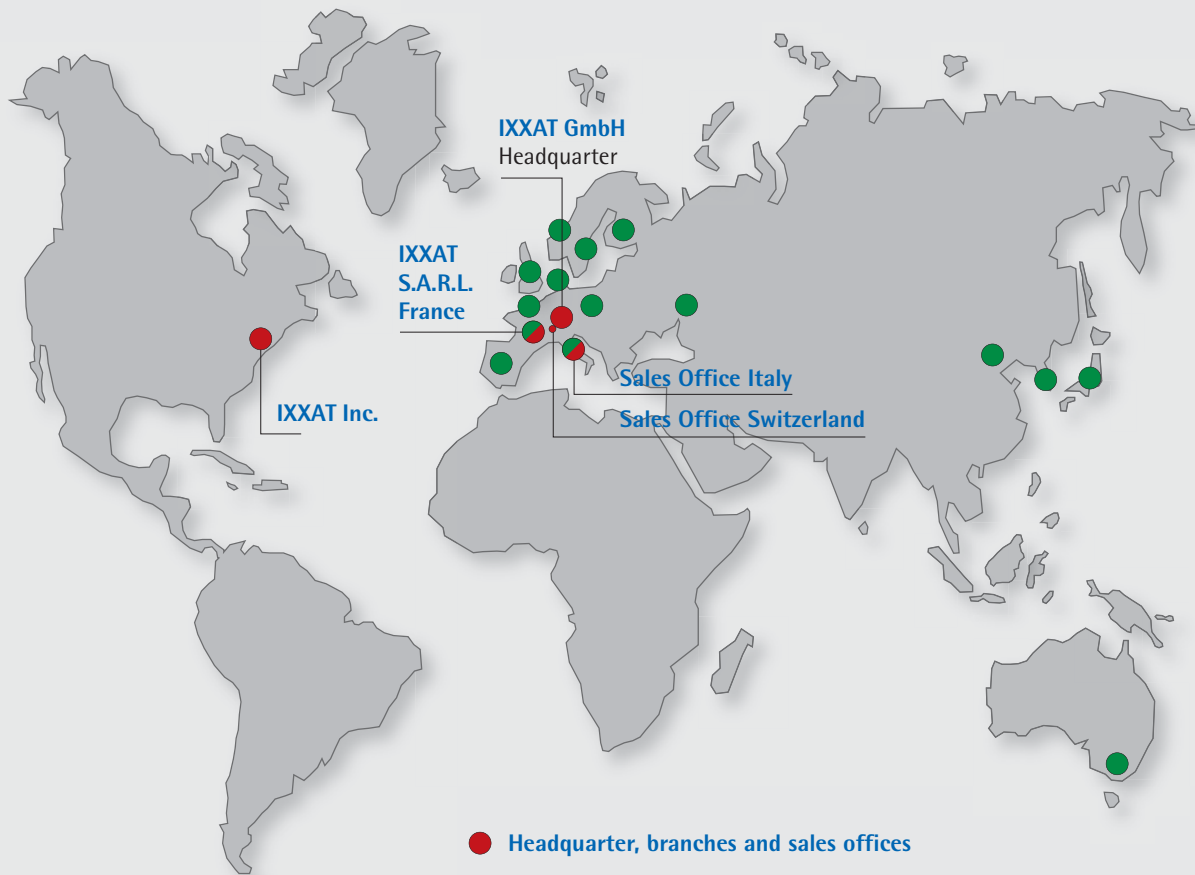 IXXAT GmbH
Headquarter
IXXAT
S.A.R.L.
France
IXXAT Inc.
Sales Office Italy
Sales Office Switzerland
Headquarter, branches and sales offices